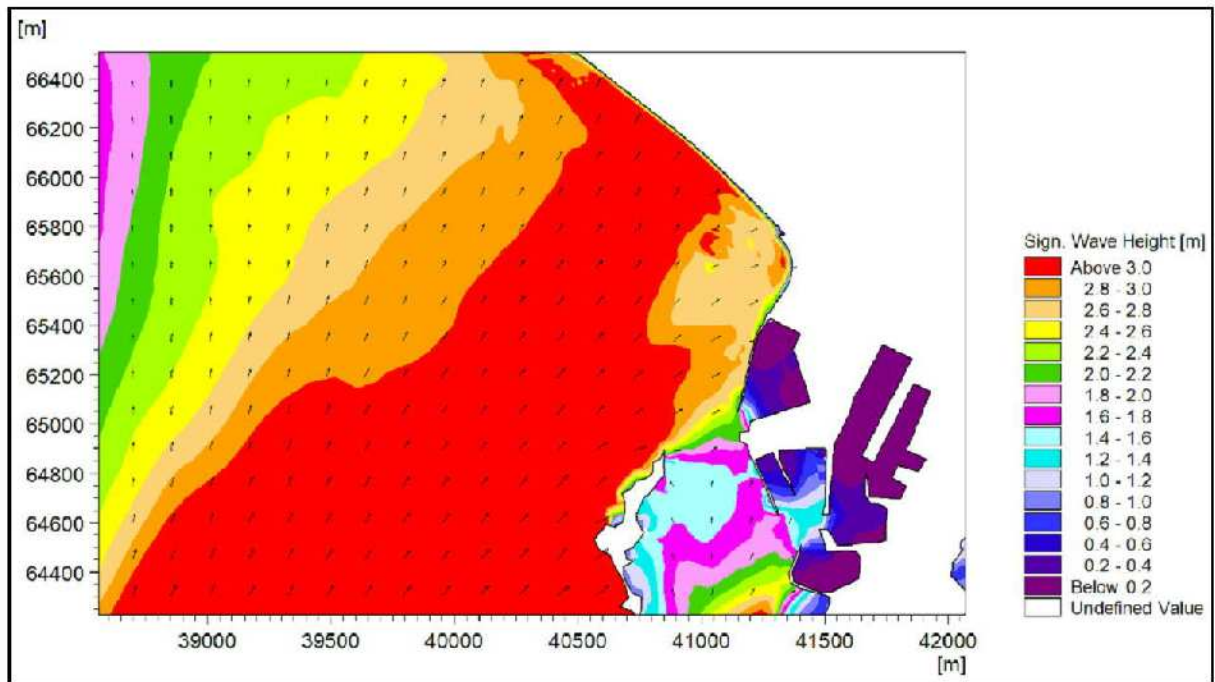 [m]
66400
66200
66000
65800
65600
65400
65200
65000
64800
64600
64400
39000 39500 40000 40500 41000 41500 42000
[m]
Sign. Wave Height [m]
Above 3.0
2.8 - 3.0
2.6 - 2.8
2.4 - 2.6
2.2 - 2.4
2.0 - 2.2
1.8 - 2.0
1.6 - 1.8
1.4 - 1.6
1.2 - 1.4
1.0 - 1.2
0.8 - 1.0
0.6 - 0.8
0.4 - 0.6
0.2 - 0.4
Below 0.2
Undefined Value